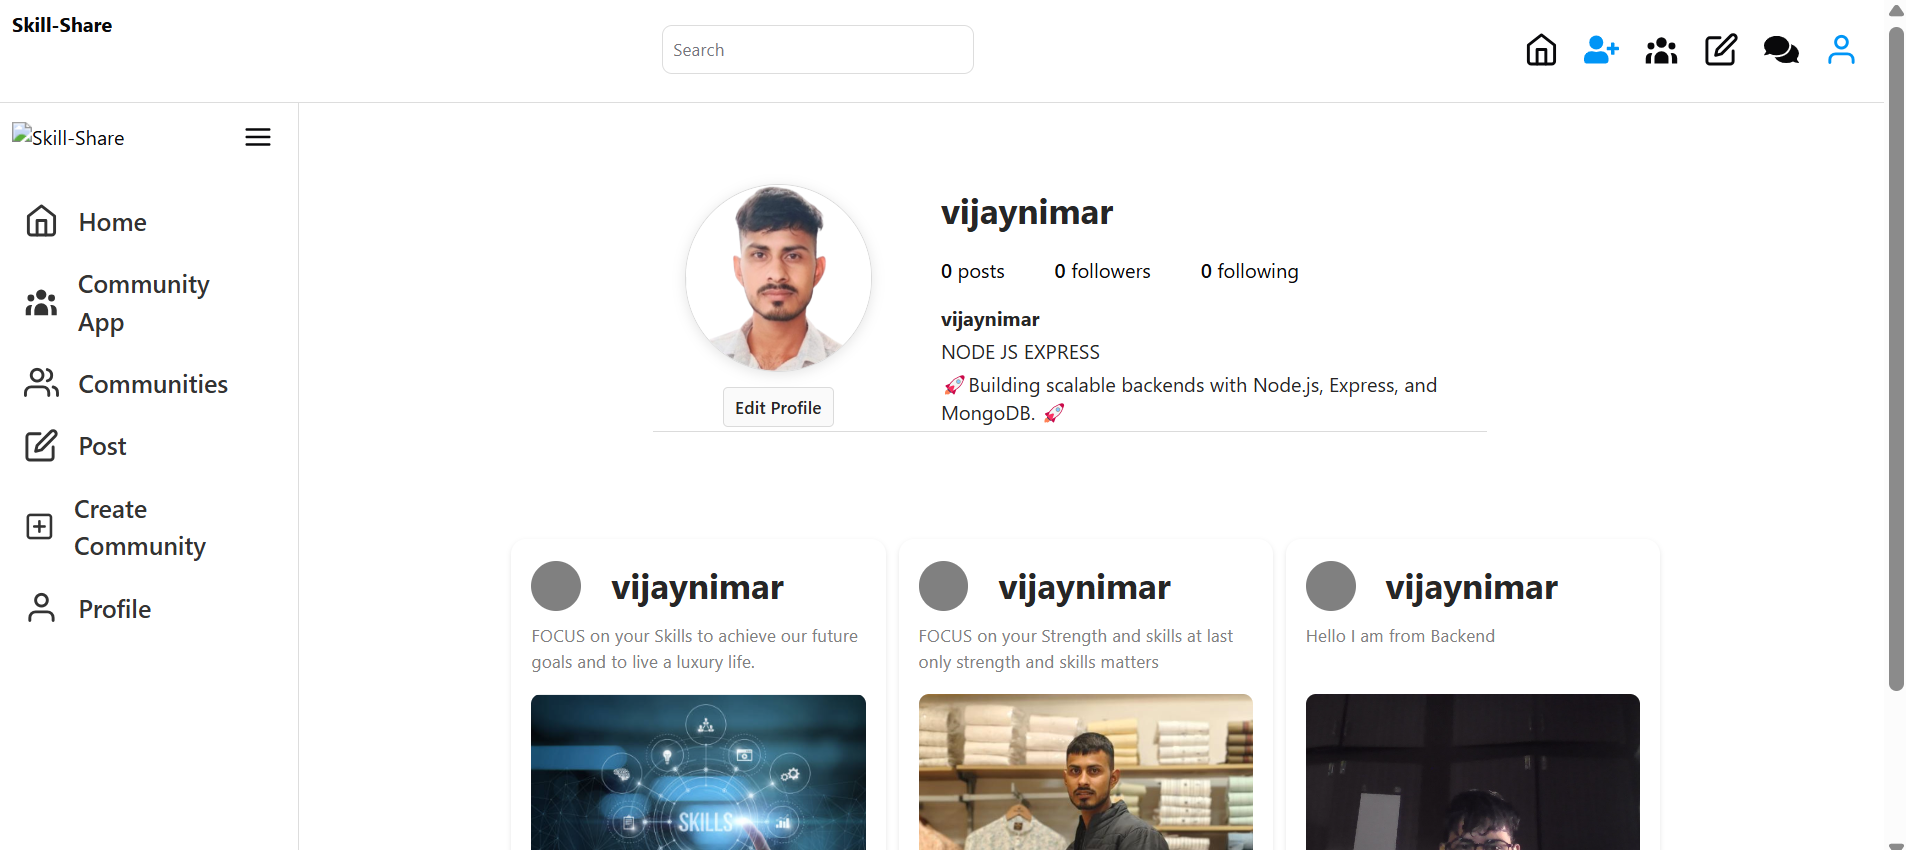 Skill-Share
Search
Skill-Share
Home
Community
App
Communities
Post
Create
Community
Profile
vijaynimar
0 posts 0 followers 0 following
vijaynimar
NODE JS EXPRESS
🚀Building scalable backends with Node.js, Express, and
MongoDB. 🚀
Edit Profile
vijaynimar
FOCUS on your Skills to achieve our future
goals and to live a luxury life.
SKILLS
vijaynimar
FOCUS on your Strength and skills at last
only strength and skills matters
vijaynimar
Hello I am from Backend